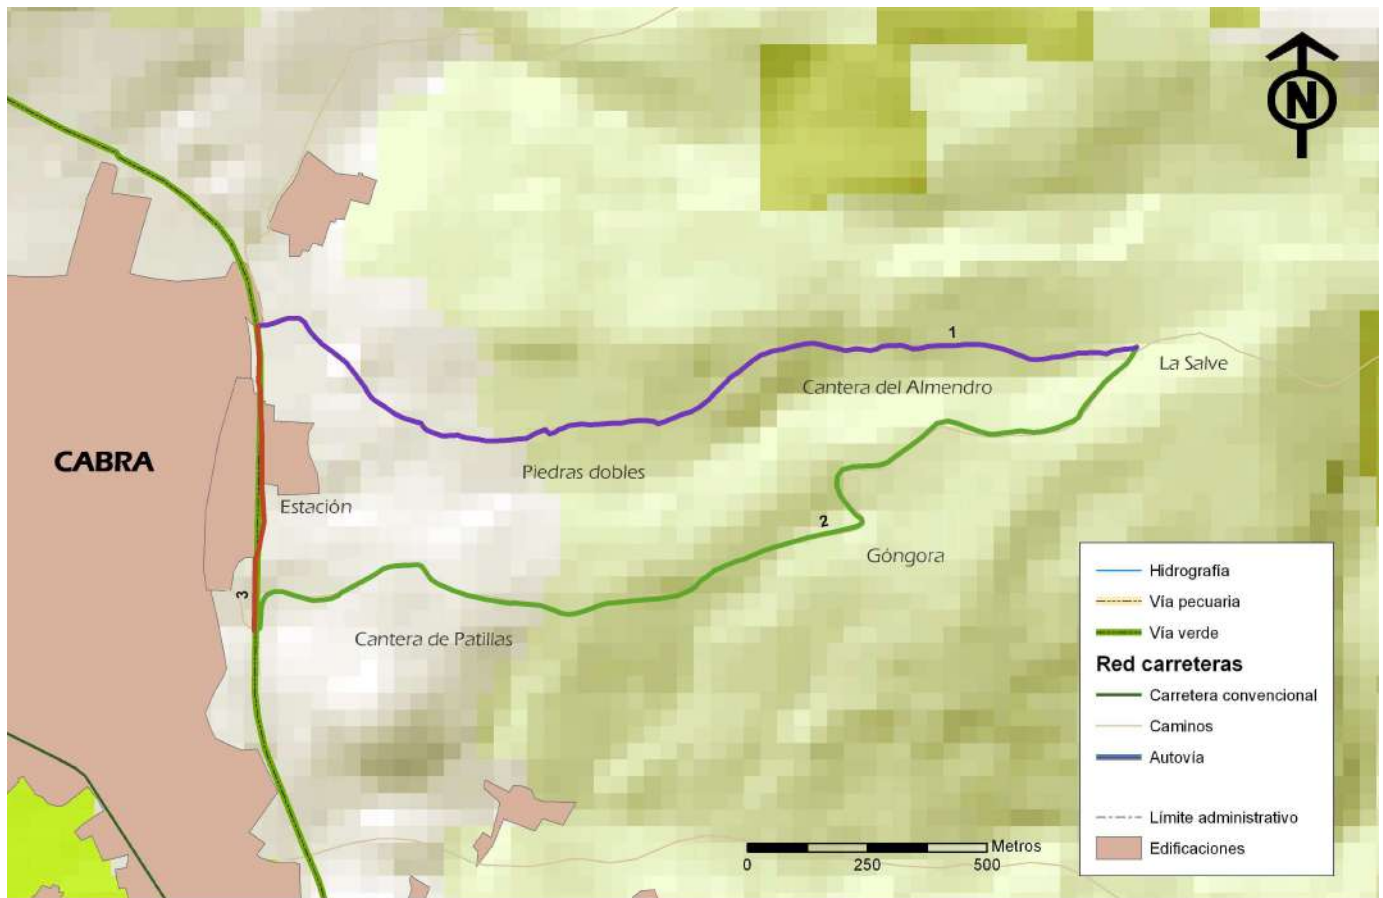 N
1
La Salve
Cantera del Almendro
CABRA
Piedras dobles
Estación
2
Góngora
3
Cantera de Patillas
Hidrografía
Vía pecuaria
Vía verde
Red carreteras
Carretera convencional
Caminos
Autovía
Límite administrativo
Edificaciones
Metros
0 250 500